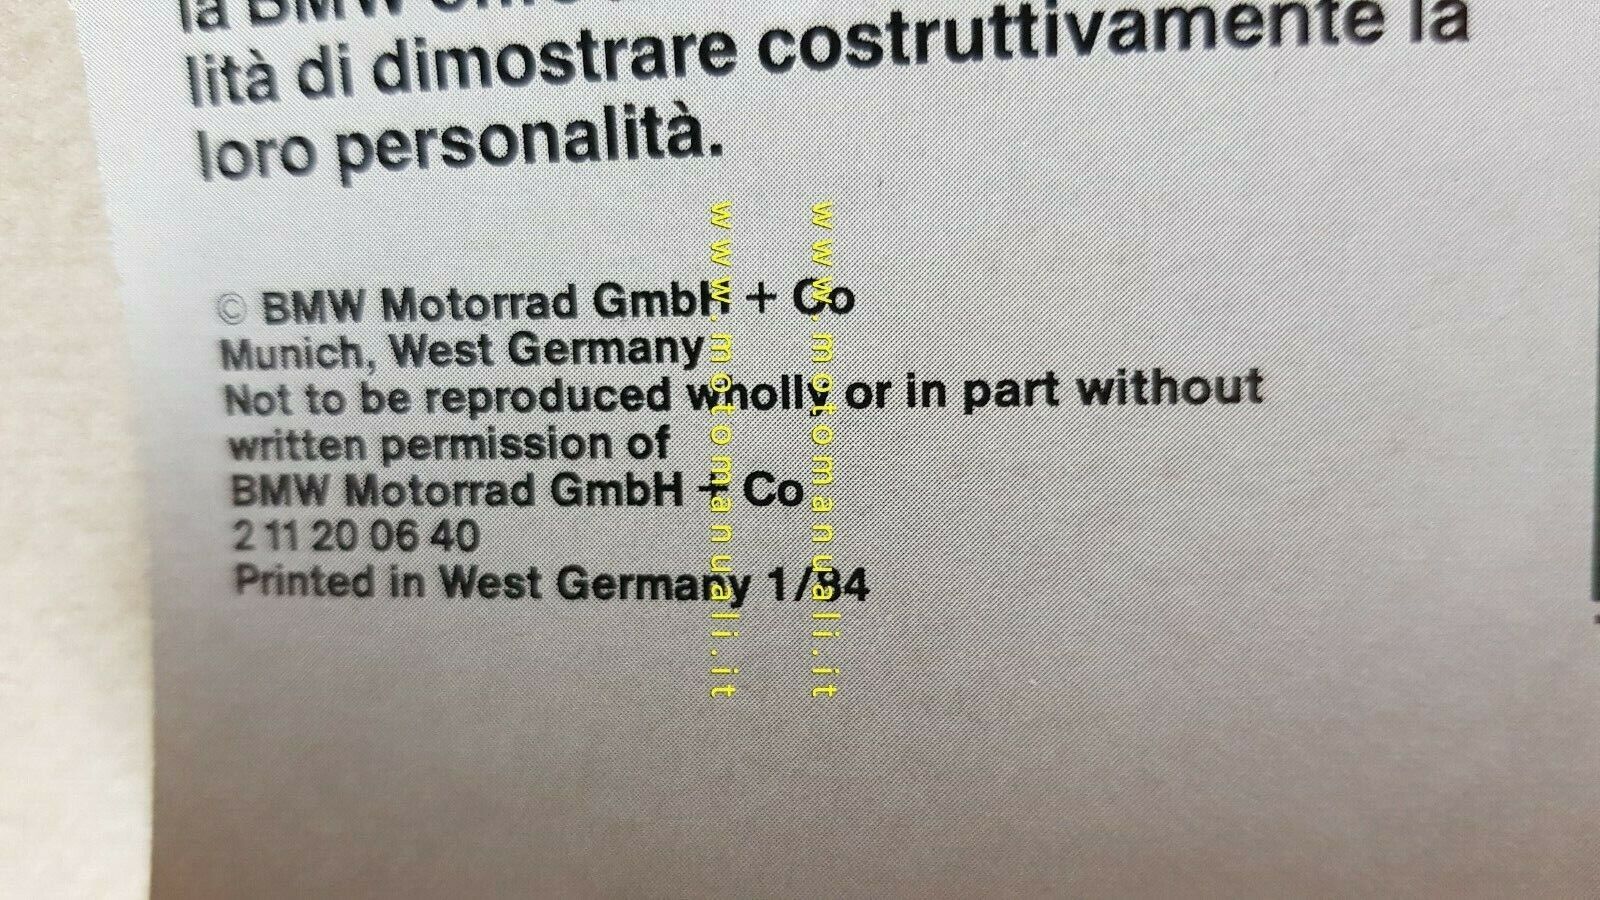 la BMW
lità di dimostrare costruttivamente la
loro personalità.
© BMW Motorrad GmbH + Co
Munich, West Germany
Not to be reproduced wholly or in part without
written permission of
BMW Motorrad GmbH + Co
2 11 20 06 40
Printed in West Germany 1/84
www.motomanuali.it
www.motomanuali.it